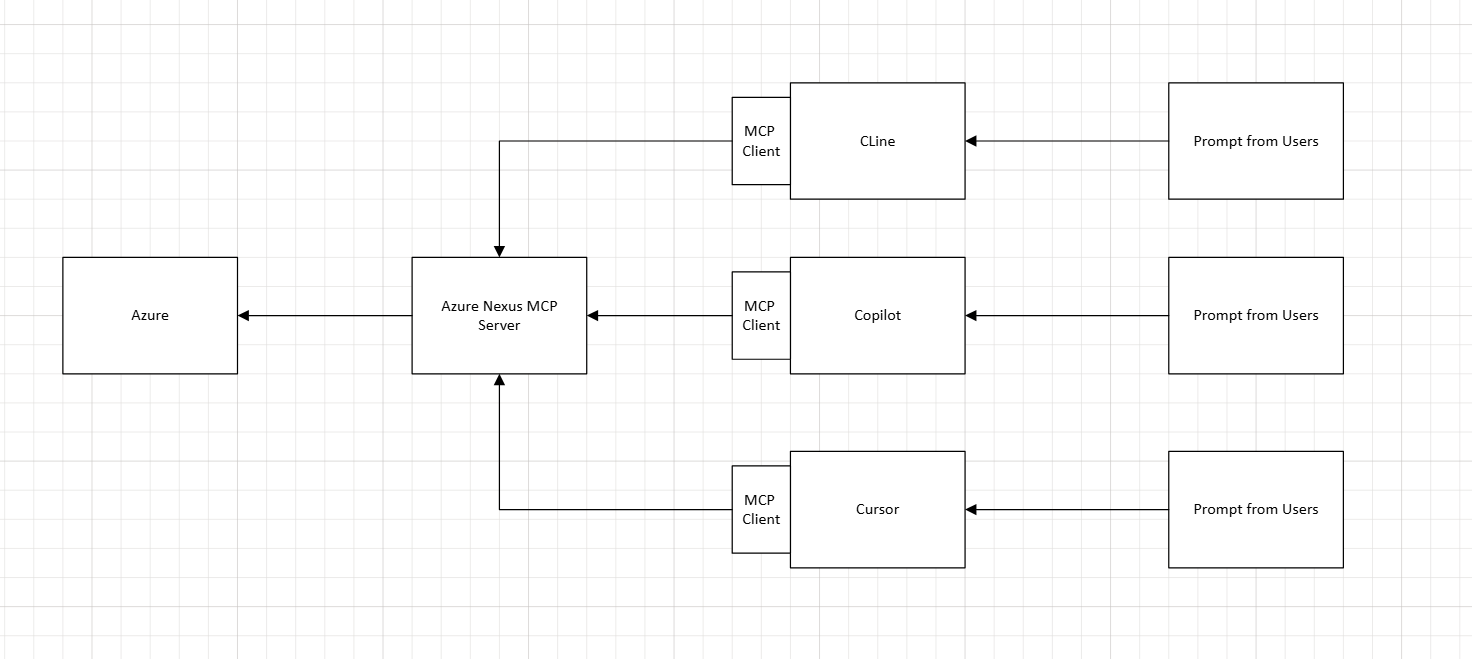 MCP
Client
CLine
Prompt from Users
Azure
Azure Nexus MCP
Server
MCP
Client
Copilot
Prompt from Users
MCP
Client
Cursor
Prompt from Users